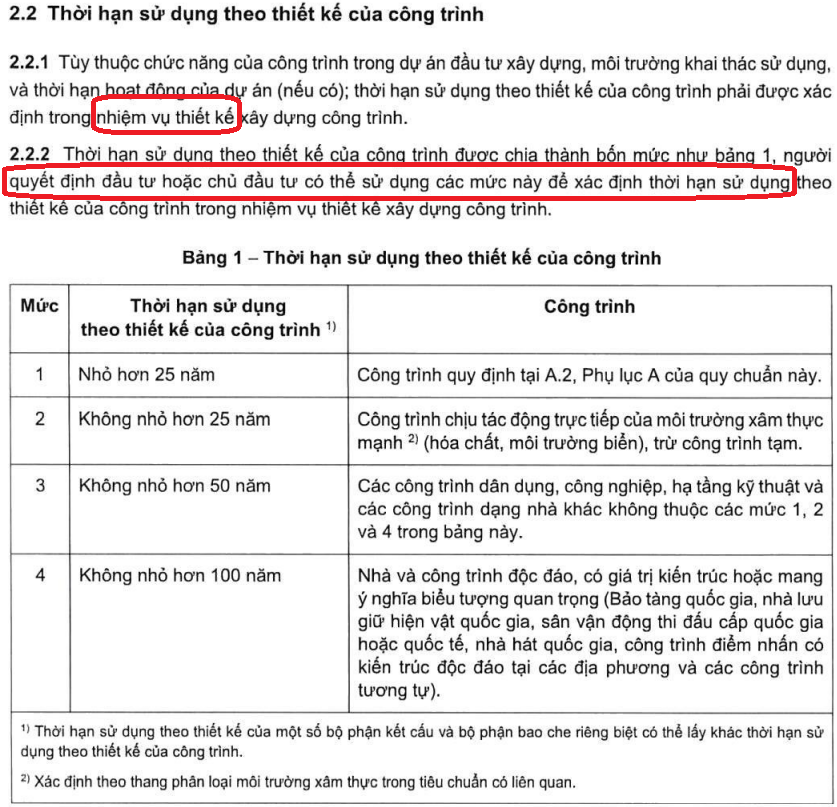 2.2 Thời hạn sử dụng theo thiết kế của công trình
2.2.1 Tùy thuộc chức năng của công trình trong dự án đầu tư xây dựng, môi trường khai thác sử dụng,
và thời hạn hoạt động của dự án (nếu có); thời hạn sử dụng theo thiết kế của công trình phải được xác
định trong nhiệm vụ thiết kế xây dựng công trình.
2.2.2 Thời hạn sử dụng theo thiết kế của công trình được chia thành bốn mức như bảng 1, người
quyết định đầu tư hoặc chủ đầu tư có thể sử dụng các mức này để xác định thời hạn sử dụng theo
thiết kế của công trình trong nhiệm vụ thiết kế xây dựng công trình.
Bảng 1 – Thời hạn sử dụng theo thiết kế của công trình
Mức
Thời hạn sử dụng
theo thiết kế của công trình 1)
Công trình
1
Nhỏ hơn 25 năm
Công trình quy định tại A.2, Phụ lục A của quy chuẩn này.
2
Không nhỏ hơn 25 năm
Công trình chịu tác động trực tiếp của môi trường xâm thực
mạnh 2) (hóa chất, môi trường biển), trừ công trình tạm.
3
Không nhỏ hơn 50 năm
Các công trình dân dụng, công nghiệp, hạ tầng kỹ thuật và
các công trình dạng nhà khác không thuộc các mức 1, 2
và 4 trong bảng này.
4
Không nhỏ hơn 100 năm
Nhà và công trình độc đáo, có giá trị kiến trúc hoặc mang
ý nghĩa biểu tượng quan trọng (Bảo tàng quốc gia, nhà lưu
giữ hiện vật quốc gia, sân vận động thi đấu cấp quốc gia
hoặc quốc tế, nhà hát quốc gia, công trình điểm nhấn có
kiến trúc độc đáo tại các địa phương và các công trình
tương tự).
1) Thời hạn sử dụng theo thiết kế của một số bộ phận kết cấu và bộ phận bao che riêng biệt có thể lấy khác thời hạn sử
dụng theo thiết kế của công trình.
2) Xác định theo thang phân loại môi trường xâm thực trong tiêu chuẩn có liên quan.